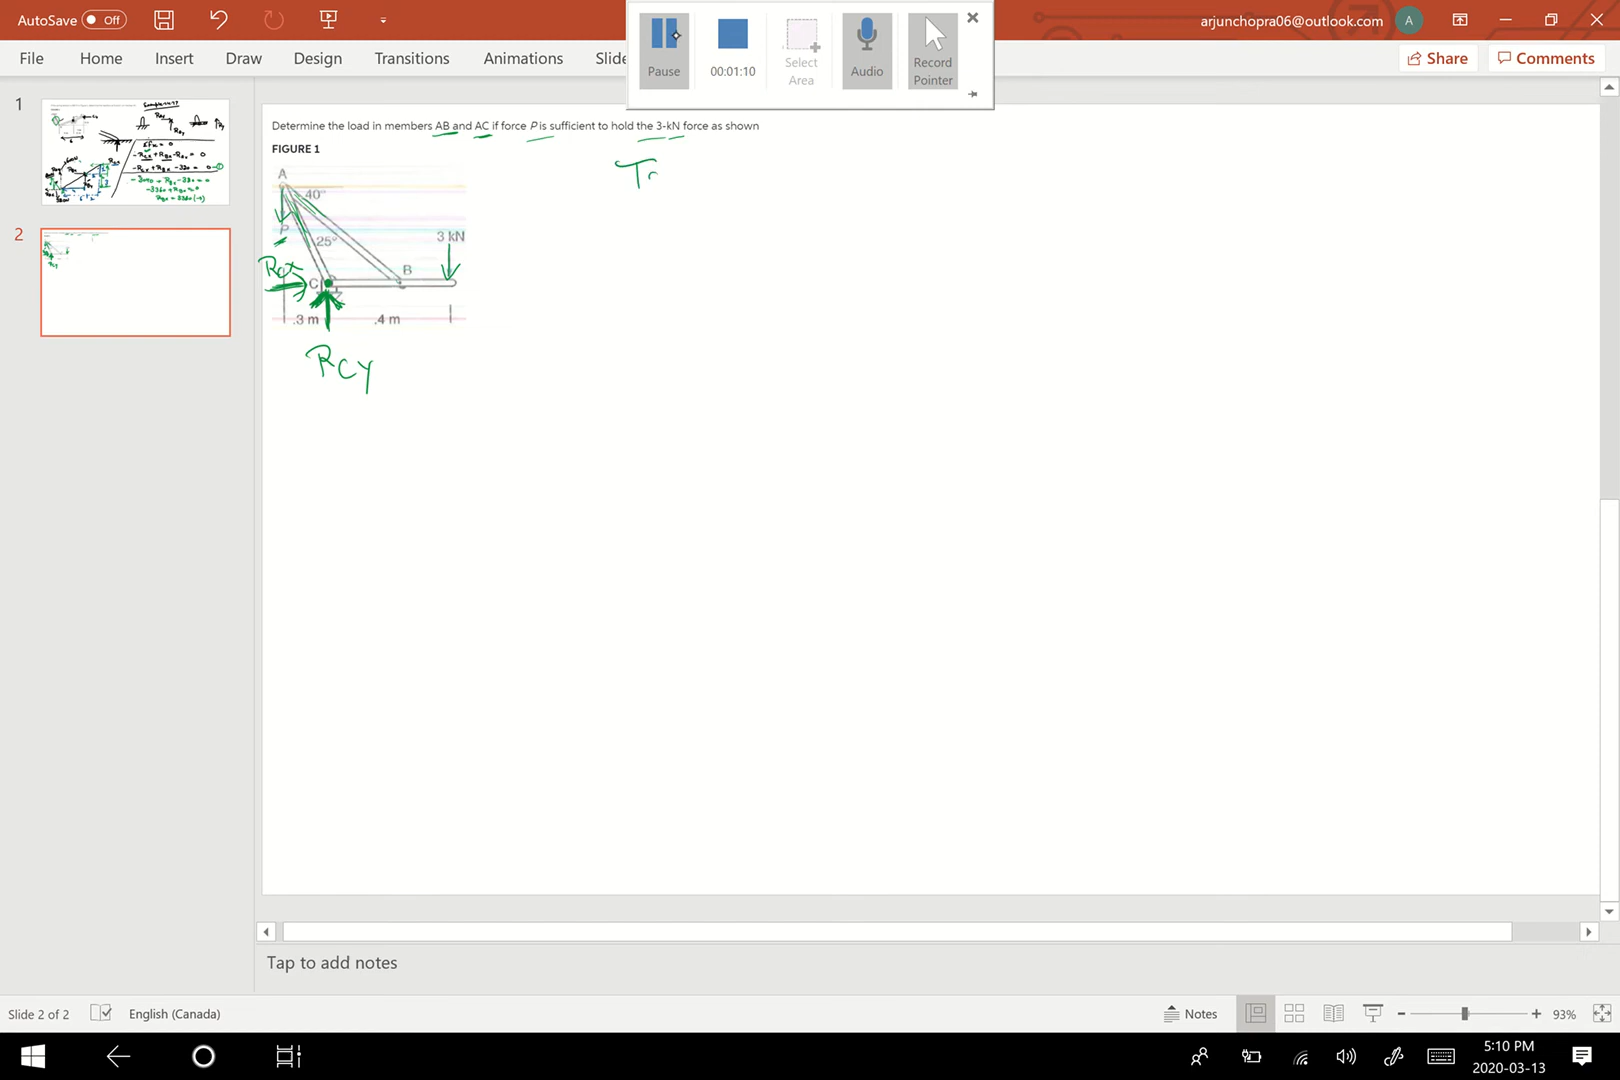 AutoSave Off
arjunchopra06@outlook.com A
File Home Insert Draw Design Transitions Animations Slide
Share Comments
Pause 00:01:10 Select Area Audio Record Pointer
1
2
Determine the load in members AB and AC if force P is sufficient to hold the 3-kN force as shown
FIGURE 1
A
40°
P
25°
3 kN
B
RCx
C
.3 m .4 m
RCY
Tap to add notes
Slide 2 of 2 English (Canada)
Notes 93%
5:10 PM
2020-03-13